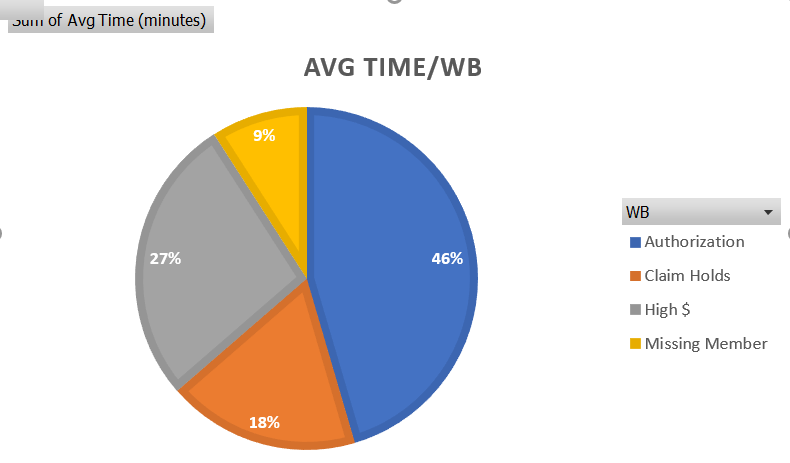 Sum of Avg Time (minutes)
AVG TIME/WB
9%
46%
27%
18%
WB
Authorization
Claim Holds
High $
Missing Member